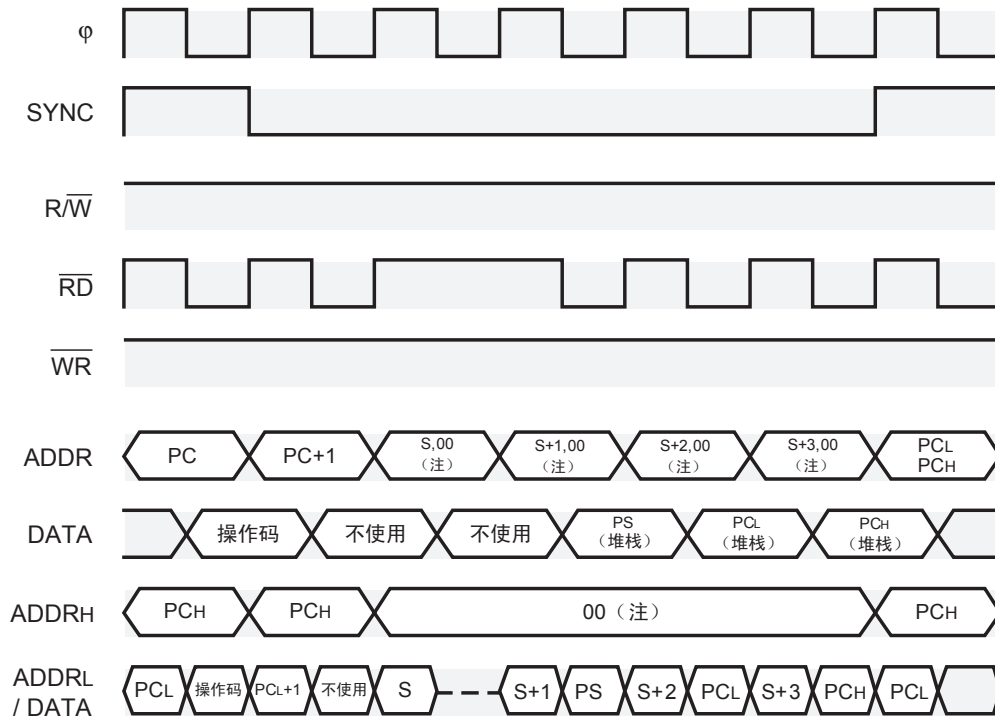 φ
SYNC
R/W
RD
WR
ADDR PC PC+1 S,00 (注) S+1,00 (注) S+2,00 (注) S+3,00 (注) PCL PCH
DATA 操作码 不使用 不使用 PS (堆栈) PCL (堆栈) PCH (堆栈)
ADDRH PCH PCH 00 (注) PCH
ADDRL / DATA PCL 操作码 PCL+1 不使用 S S+1 PS S+2 PCL S+3 PCH PCL